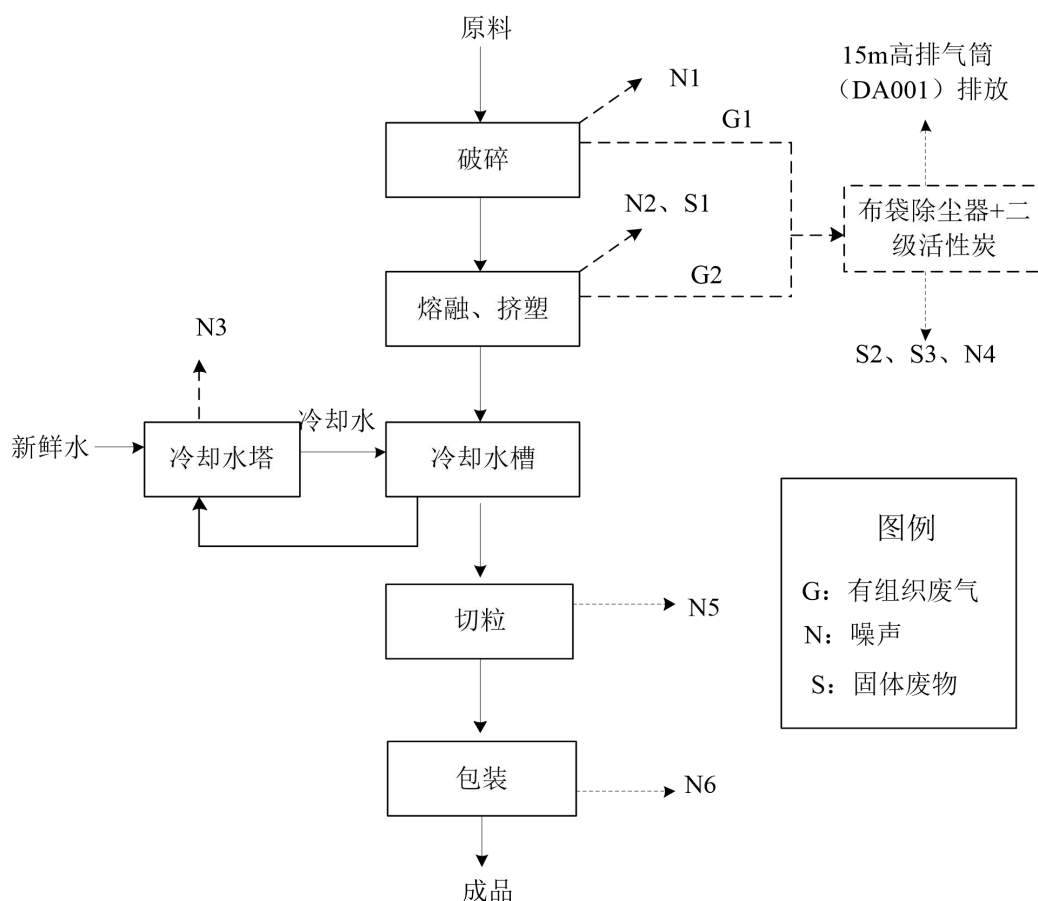 原料
15m高排气筒
（DA001）排放
N1
G1
破碎
N2、S1
布袋除尘器+二
级活性炭
G2
熔融、挤塑
N3
S2、S3、N4
冷却水
新鲜水
冷却水塔
冷却水槽
图例
G：有组织废气
N：噪声
S：固体废物
切粒
N5
包装
N6
成品